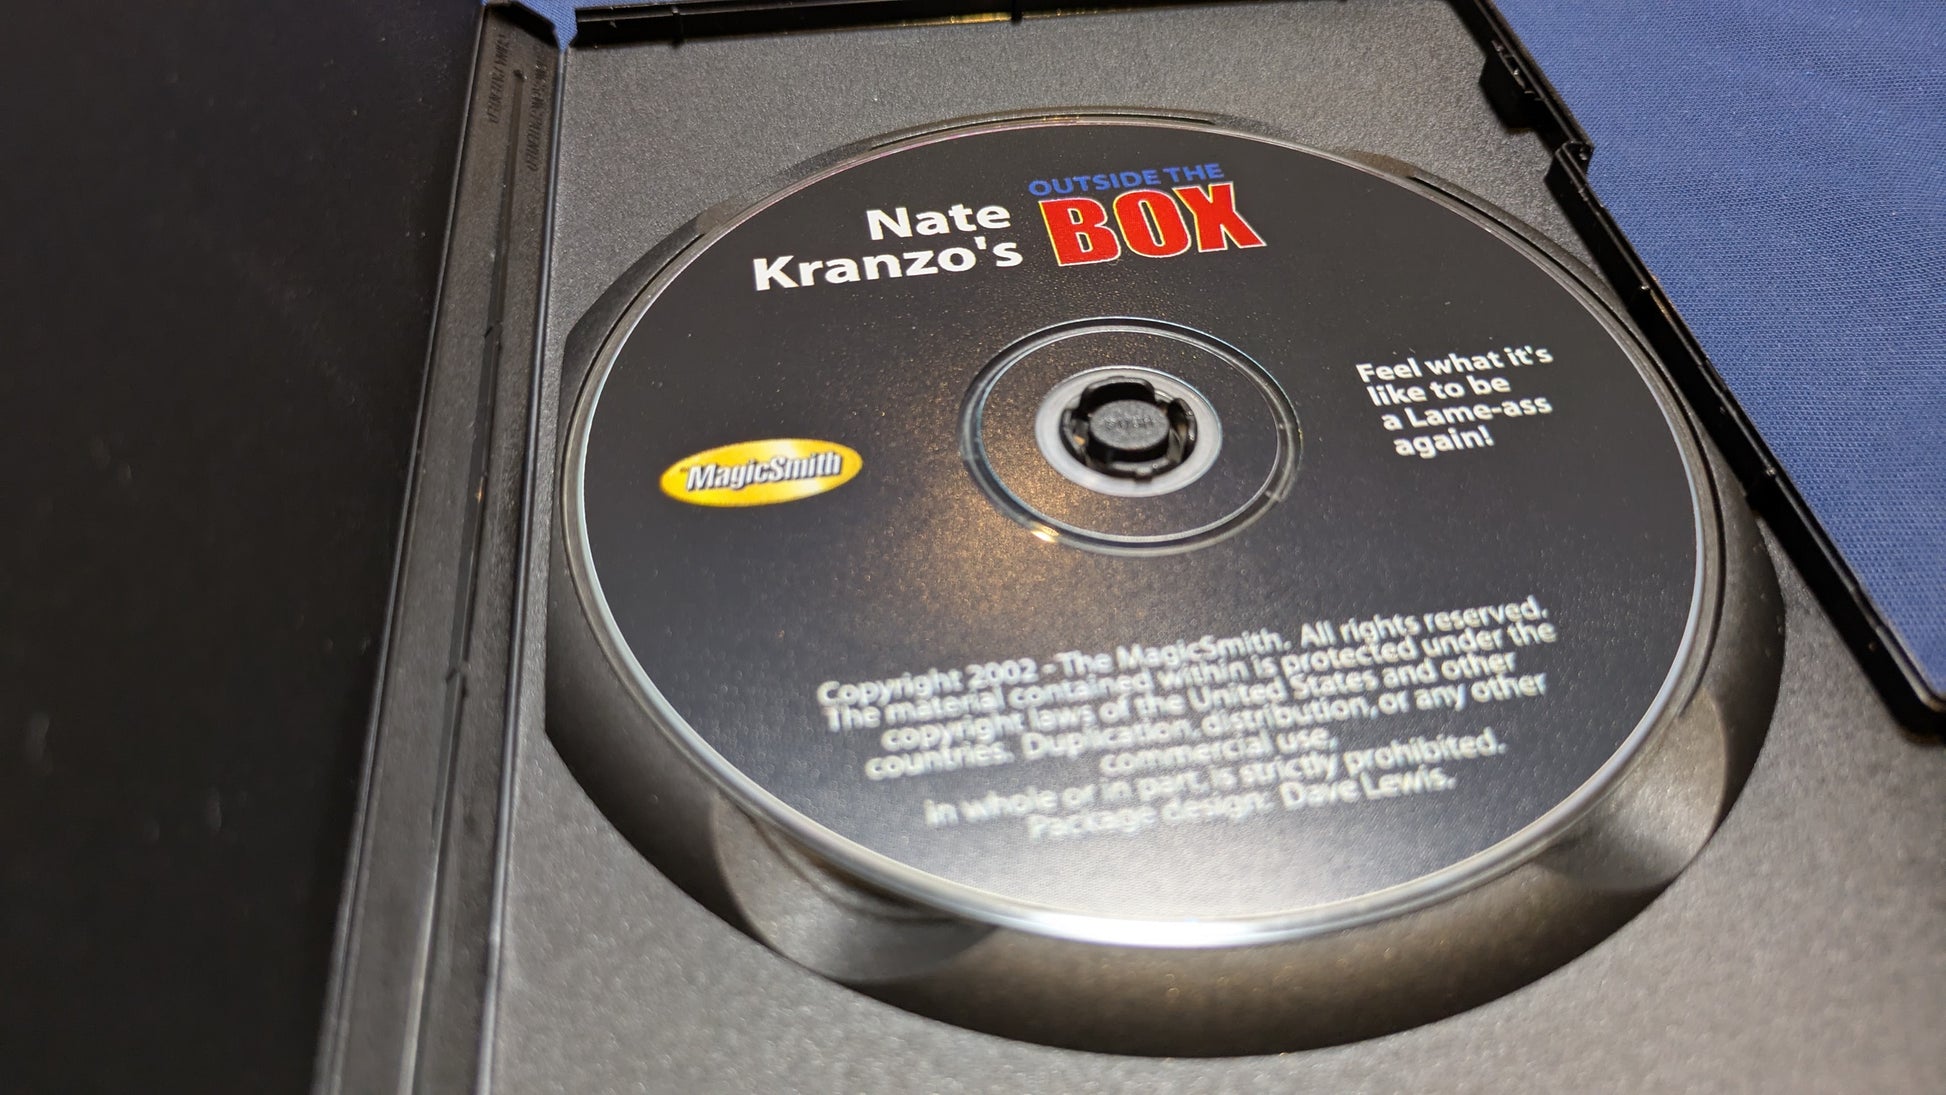 Nate
Kranzo's
OUTSIDE THE
BOX
Feel what it's
like to be
a Lame-ass
again!
MagicSmith
Copyright 2002 - The MagicSmith. All rights reserved.
The material contained within is protected under the
copyright laws of the United States and other
countries. Duplication, distribution, or any other
commercial use,
in whole or in part, is strictly prohibited.
Package design: Dave Lewis.